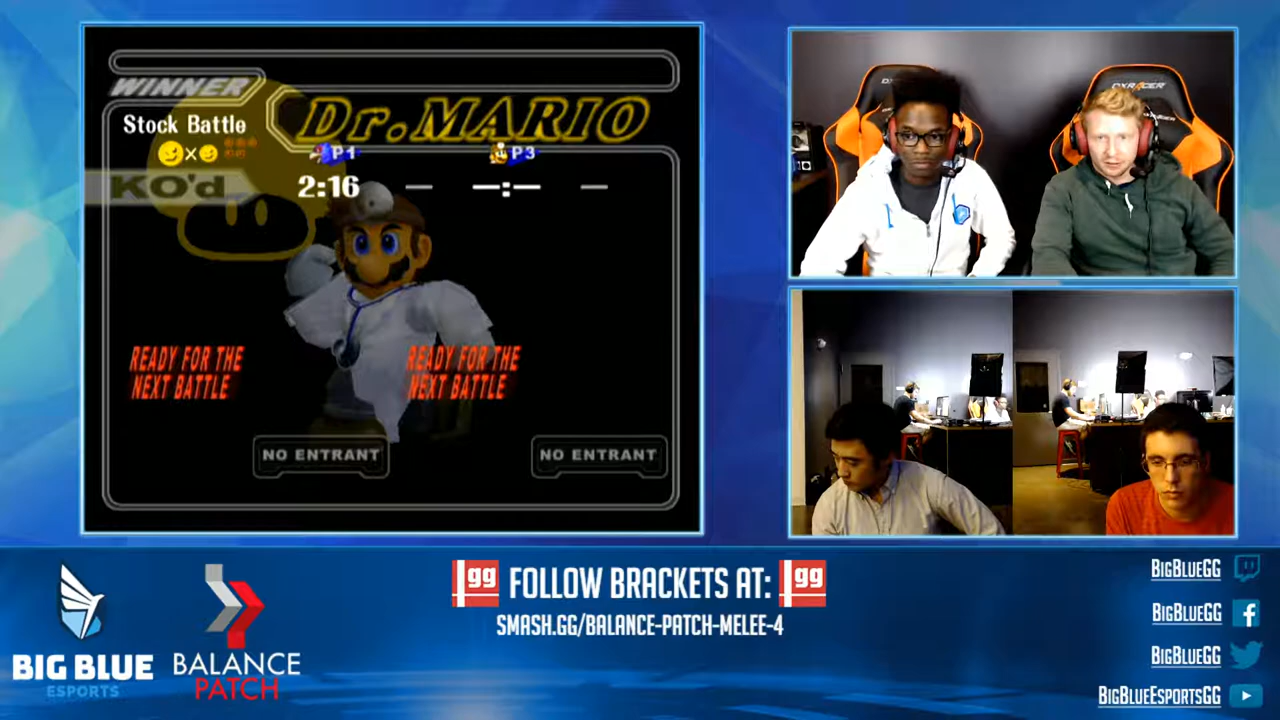 WINNER
Dr.MARIO
Stock Battle
P1
P3
KO'd
2:16
READY FOR THE
NEXT BATTLE
READY FOR THE
NEXT BATTLE
NO ENTRANT
NO ENTRANT
DXRACER
gg FOLLOW BRACKETS AT: gg
SMASH.GG/BALANCE-PATCH-MELEE-4
BIG BLUE
ESPORTS
BALANCE
PATCH
BIGBLUEGG
BIGBLUEGG
BIGBLUEGG
BIGBLUEESPORTSGG